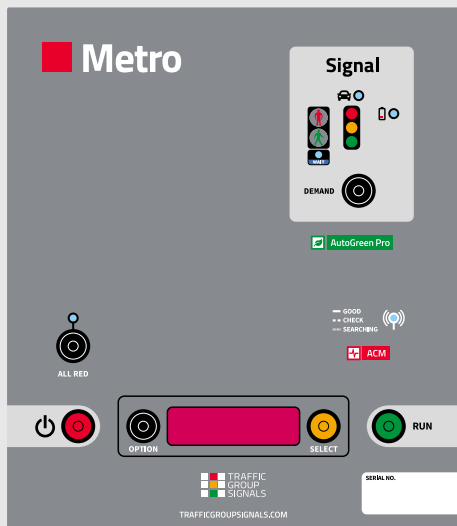 Metro
Signal
WAIT
DEMAND
AutoGreen Pro
GOOD
CHECK
SEARCHING
ACM
ALL RED
OPTION
SELECT
RUN
TRAFFIC
GROUP
SIGNALS
SERIAL NO.
TRAFFICGROUPSIGNALS.COM